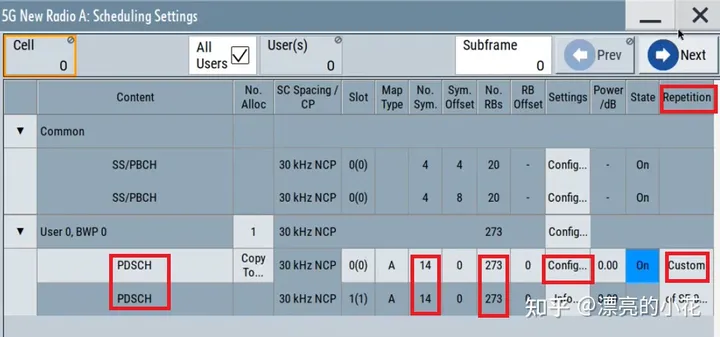 5G New Radio A: Scheduling Settings
Cell 0 All Users User(s) 0 Subframe 0 Prev Next
Content No. Alloc SC Spacing / CP Slot Map Type No. Sym. Sym. Offset No. RBs RB Offset Settings Power /dB State Repetition
Common
SS/PBCH 30 kHz NCP 0(0) 4 4 20 - Config... - On
SS/PBCH 30 kHz NCP 4 8 20 - Config... - On
User 0, BWP 0 1 30 kHz NCP 273 Config...
PDSCH Copy To... 30 kHz NCP 0(0) A 14 0 273 0 Config... 0.00 On Custom
PDSCH 30 kHz NCP 1(1) A 14 0 273 0 Info... 0.00
知乎 @漂亮的小花